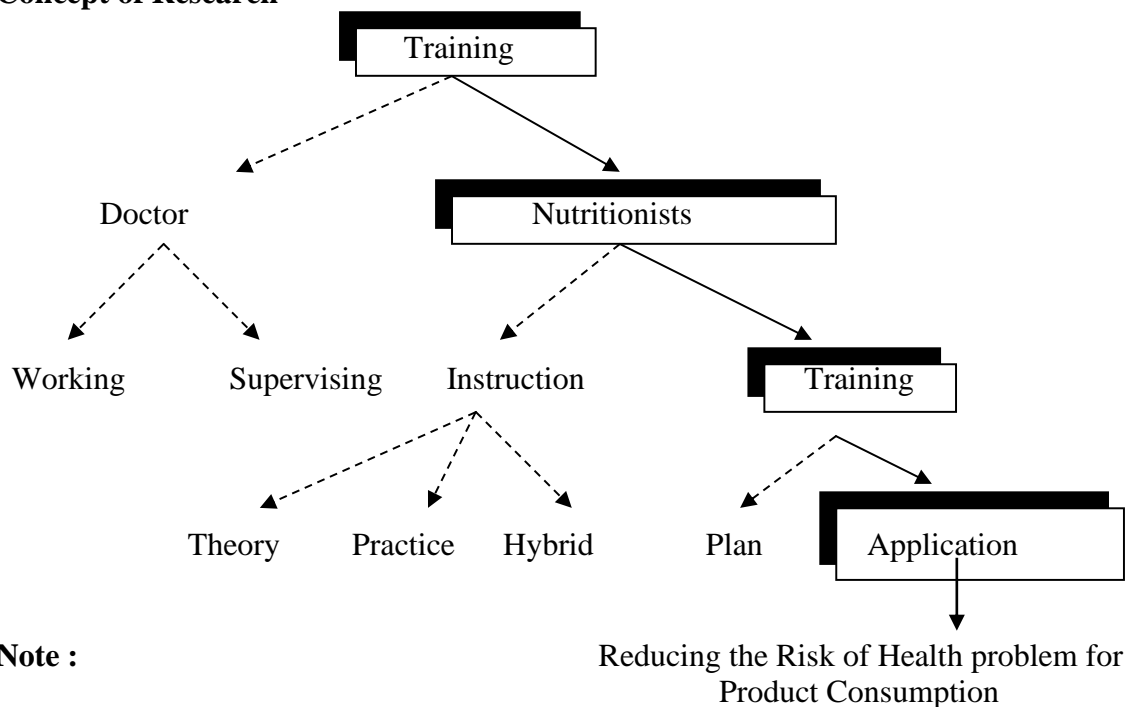 Concept of Research
Training
Doctor
Nutritionists
Working
Supervising
Instruction
Training
Theory
Practice
Hybrid
Plan
Application
Note :
Reducing the Risk of Health problem for
Product Consumption